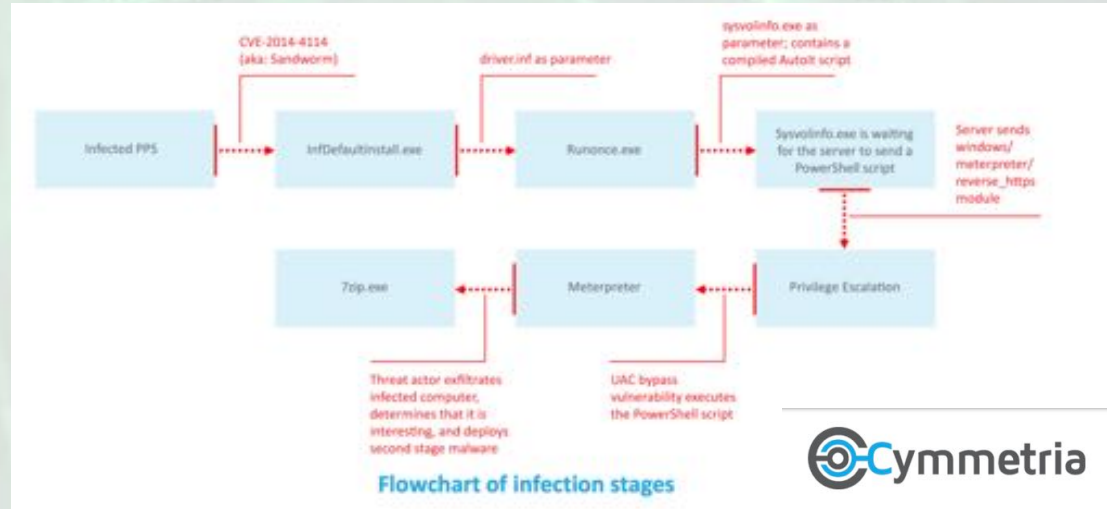 CVE-2014-4114
(aka: Sandworm)
driver.inf as parameter
sysvolinfo.exe as
parameter; contains a
compiled AutoIt script
Infected PPS
InfDefaultInstall.exe
Runonce.exe
Sysvolinfo.exe is waiting
for the server to send a
PowerShell script
Server sends
windows/
meterpreter/
reverse_https
module
7zip.exe
Meterpreter
Privilege Escalation
Threat actor exfiltrates
infected computer,
determines that it is
interesting, and deploys
second stage malware
UAC bypass
vulnerability executes
the PowerShell script
Flowchart of infection stages
Cymmetria